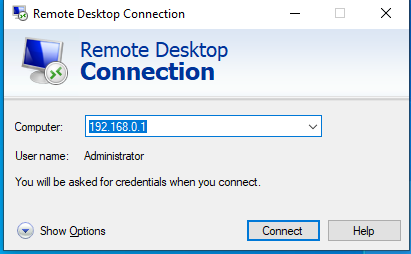 Remote Desktop Connection
Remote Desktop
Connection
Computer: 192.168.0.1
User name: Administrator
You will be asked for credentials when you connect.
Show Options Connect Help